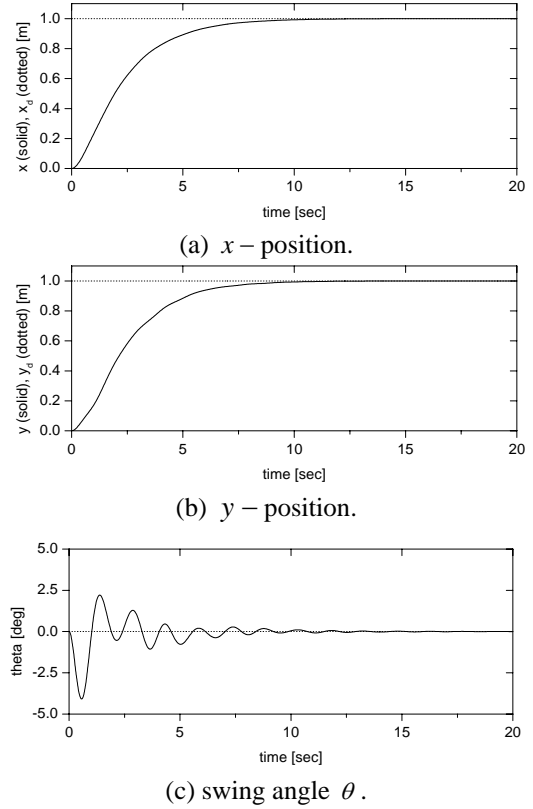 x (solid), x_d (dotted) [m]
1.0
0.8
0.6
0.4
0.2
0.0
0 5 10 15 20
time [sec]
(a) x – position.
y (solid), y_d (dotted) [m]
1.0
0.8
0.6
0.4
0.2
0.0
0 5 10 15 20
time [sec]
(b) y – position.
theta [deg]
5.0
2.5
0.0
-2.5
-5.0
0 5 10 15 20
time [sec]
(c) swing angle θ .